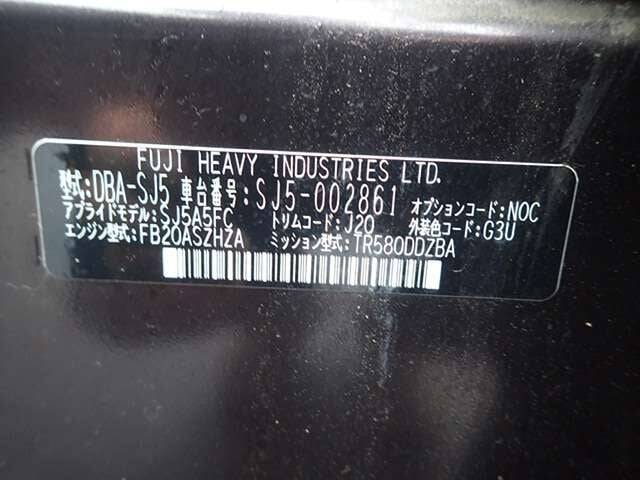 FUJI HEAVY INDUSTRIES LTD.
型式:DBA-SJ5 車台番号:SJ5-002861 オプションコード:NOC
アプライドモデル:SJ5A5FC トリムコード:J20 外装色コード:G3U
エンジン型式:FB20ASZHZA ミッション型式:TR580DDZBA